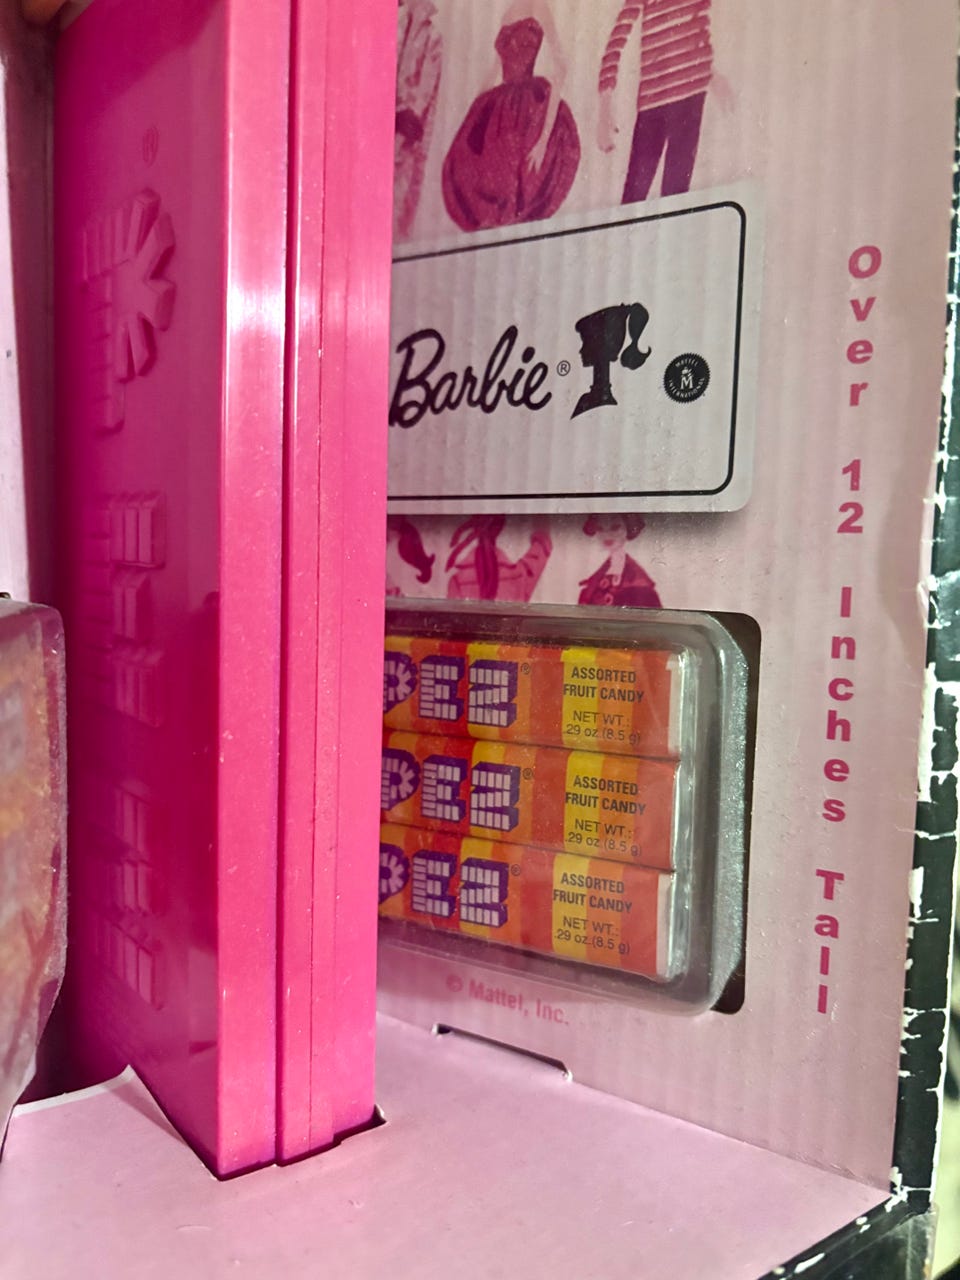 Barbie®
MATTEL
M
INTERNATIONAL
Over 12 Inches Tall
PEZ®
ASSORTED
FRUIT CANDY
NET WT.:
.29 oz.(8.5 g)
PEZ®
ASSORTED
FRUIT CANDY
NET WT.:
.29 oz.(8.5 g)
PEZ®
ASSORTED
FRUIT CANDY
NET WT.:
.29 oz.(8.5 g)
© Mattel, Inc.
PEZ®